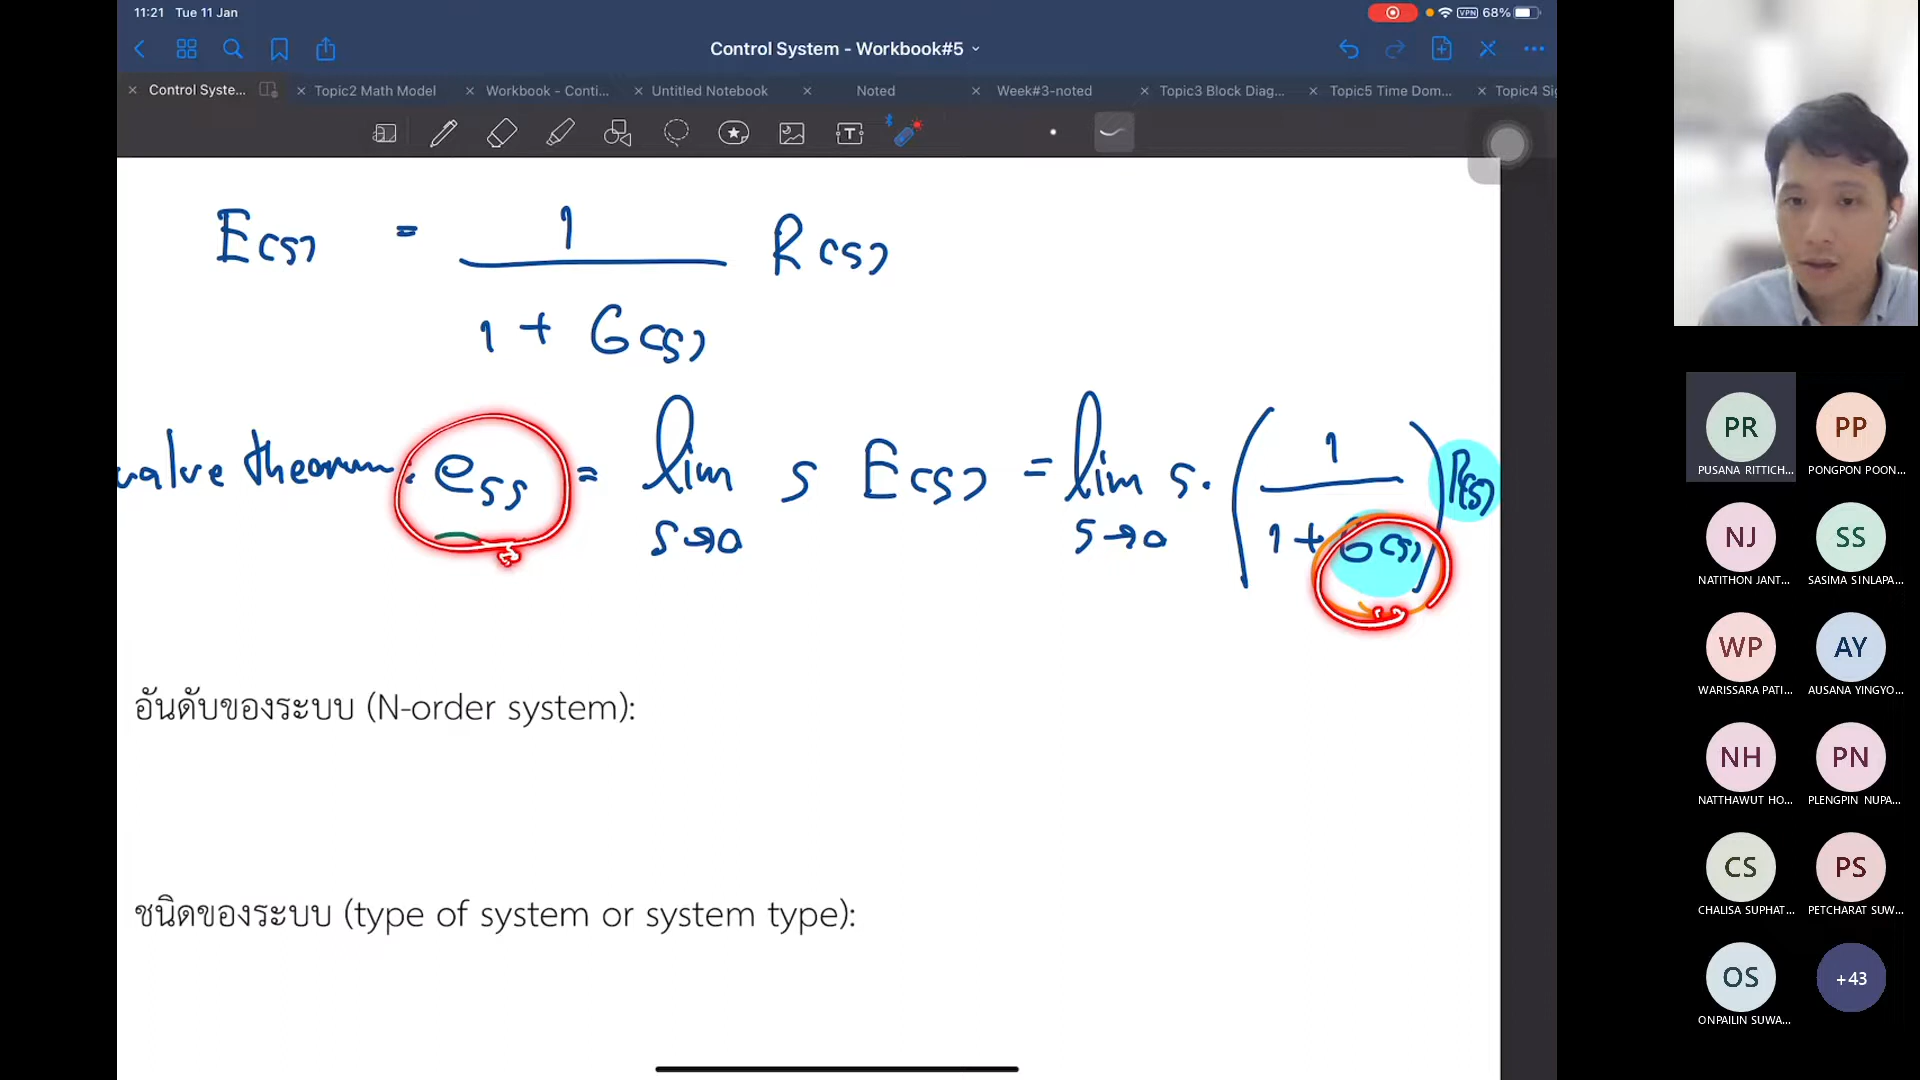 11:21 Tue 11 Jan
VPN 68%
Control System - Workbook#5
Control Syste... Topic2 Math Model Workbook - Conti... Untitled Notebook Noted Week#3-noted Topic3 Block Diag... Topic5 Time Dom... Topic4 Si
E(s) = 1 R(s)
1 + G(s)
value theorem: ess = lim s E(s) = lim s. ( 1 ) R(s)
s→0 s→0 1 + G(s)
อันดับของระบบ (N-order system):
ชนิดของระบบ (type of system or system type):
PR PP
PUSANA RITTICH... PONGPON POON...
NJ SS
NATITHON JANT... SASIMA SINLAPA...
WP AY
WARISSARA PATI... AUSANA YINGYO...
NH PN
NATTHAWUT HO... PLENGPIN NUPA...
CS PS
CHALISA SUPHAT... PETCHARAT SUW...
OS +43
ONPAILIN SUWA...